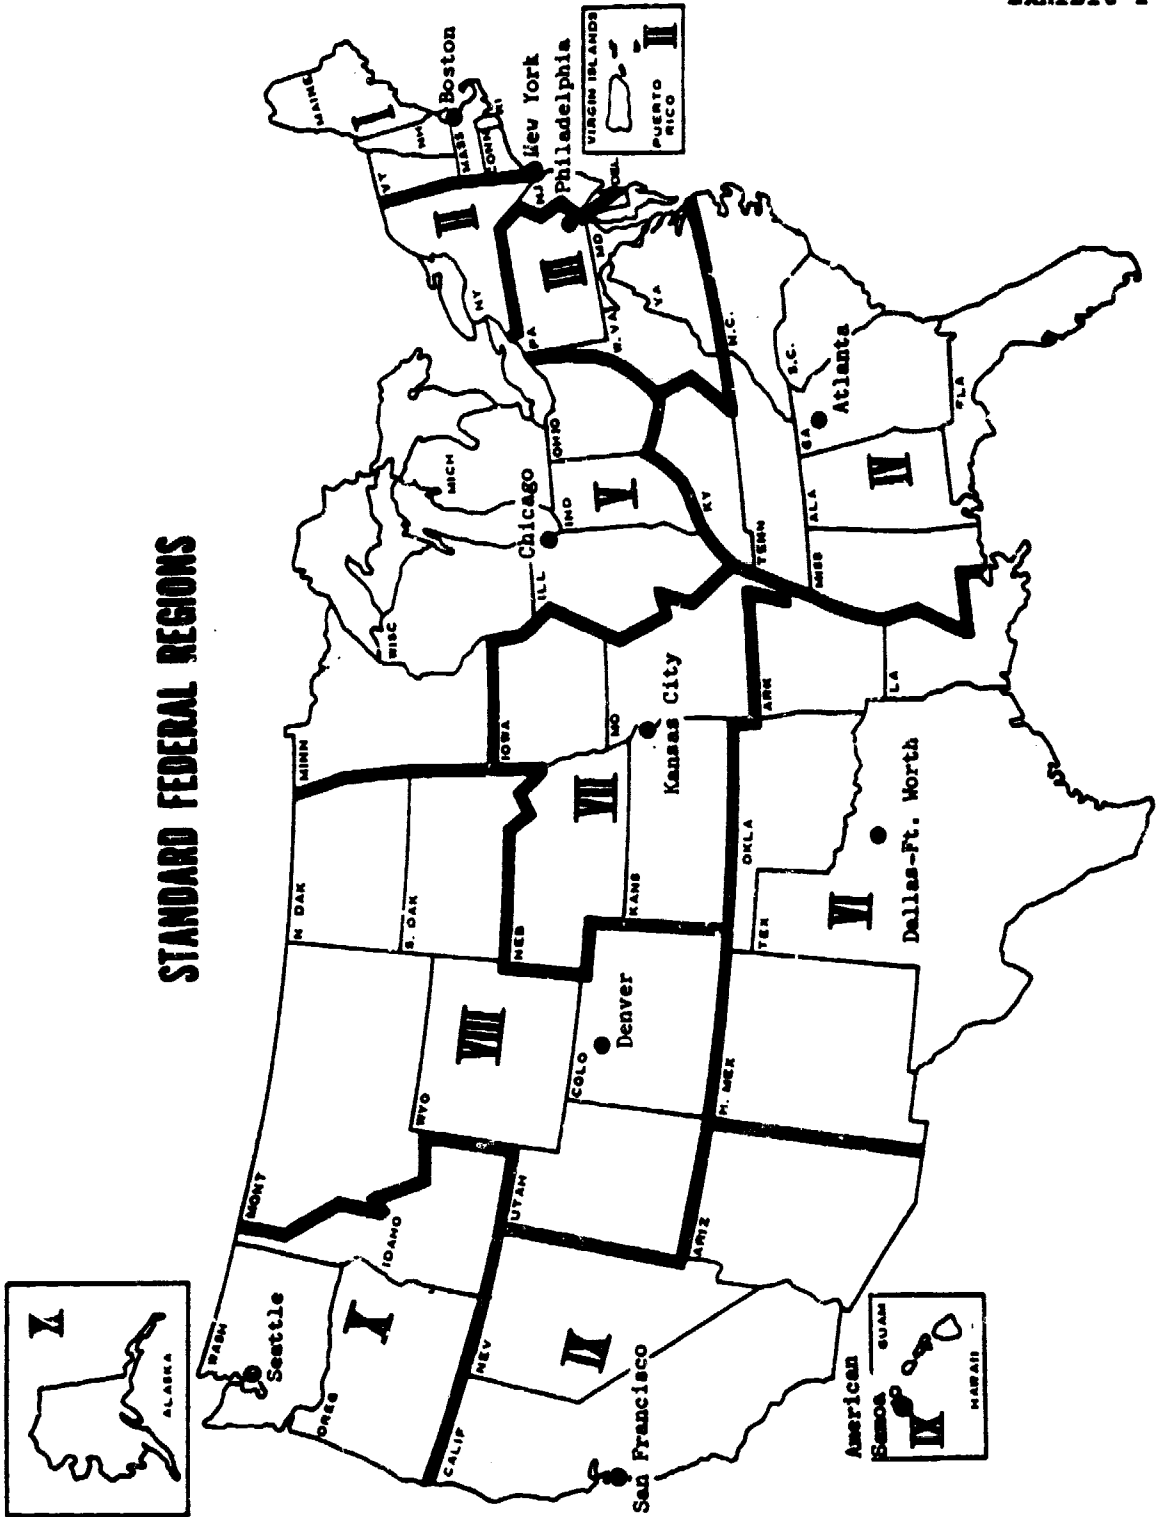 STANDARD FEDERAL REGIONS
X
ALASKA
WASH
Seattle
X
OREG
IDAHO
MONT
N DAK
MINN
WISC
MICH
S. DAK
WYO
VIII
NEB
IOWA
ILL
Chicago
IND
OHIO
V
PA
III
W. VA
VA
MD
DEL
Philadelphia
NJ
New York
NY
II
VT
NH
MAINE
I
MASS
Boston
CONN
RI
VIRGIN ISLANDS
PUERTO
RICO
II
CALIF
NEV
IX
San Francisco
UTAH
COLO
Denver
KANS
VII
MO
Kansas City
KY
TENN
N.C.
S.C.
ARIZ
N. MEX
TEX
OKLA
ARK
LA
VI
Dallas-Ft. Worth
MISS
ALA
GA
Atlanta
IV
FLA
American
Samoa
GUAM
IX
HAWAII